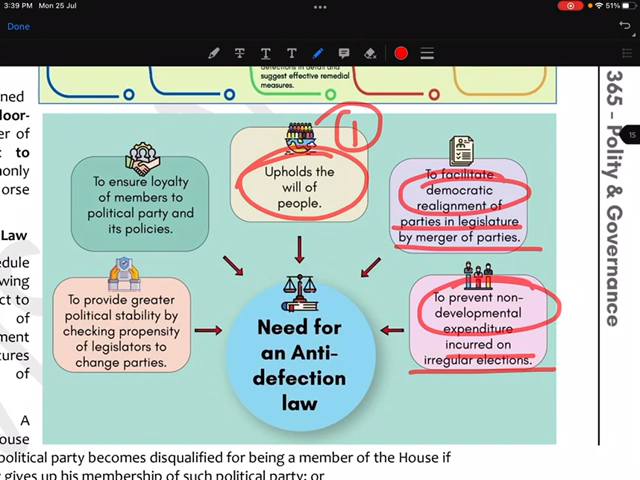 3:39 PM Mon 25 Jul
51%
Done
suggest effective remedial
measures.
ned
loor-
er of
to
only
orse
Law
edule
wing
ct to
of
ment
tures
of
A
ouse
Upholds the
will of
people.
1
To ensure loyalty
of members to
political party and
its policies.
To facilitate
democratic
realignment of
parties in legislature
by merger of parties.
To provide greater
political stability by
checking propensity
of legislators to
change parties.
Need for
an Anti-
defection
law
To prevent non-
developmental
expenditure
incurred on
irregular elections.
political party becomes disqualified for being a member of the House if
gives up his membership of such political party; or
365 – Polity & Governance
15